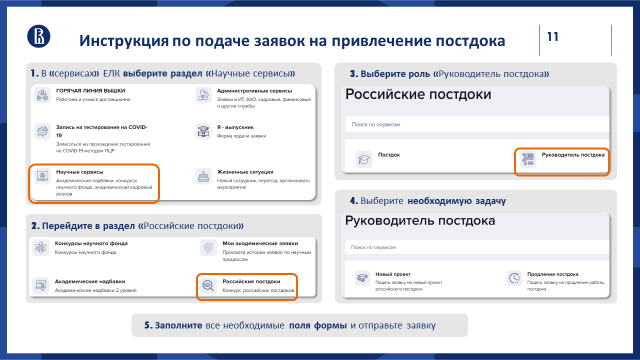 Инструкция по подаче заявок на привлечение постдока
11
1. В «сервисах» ЕЛК выберите раздел «Научные сервисы»
ГОРЯЧАЯ ЛИНИЯ ВЫШКИ
Работаем и учимся дистанционно
Административные сервисы
Заявки в ИТ, АХО, кадровые, финансовые
и другие службы
Запись на тестирование на COVID-
19
Записаться на прохождение тестирования
на COVID-19 методом ПЦР
Я - выпускник
Форма подачи заявки
Научные сервисы
Академические надбавки, конкурсы
научного фонда, академический кадровый
резерв
Жизненные ситуации
Новый сотрудник, переезд, организовать
мероприятие
2. Перейдите в раздел «Российские постдоки»
Конкурсы научного фонда
Конкурсы научного фонда
Мои академические заявки
Просмотр истории заявок по научным
процессам
Академические надбавки
Академические надбавки 2 уровня
Российские постдоки
Конкурс российских постдоков
3. Выберите роль «Руководитель постдока»
Российские постдоки
Поиск по сервисам
Постдок
Руководитель постдока
4. Выберите необходимую задачу
Руководитель постдока
Поиск по сервисам
Новый проект
Подать заявку на новый проект
российского постдока
Продление постдока
Подать заявку на продление работы
постдока
5. Заполните все необходимые поля формы и отправьте заявку